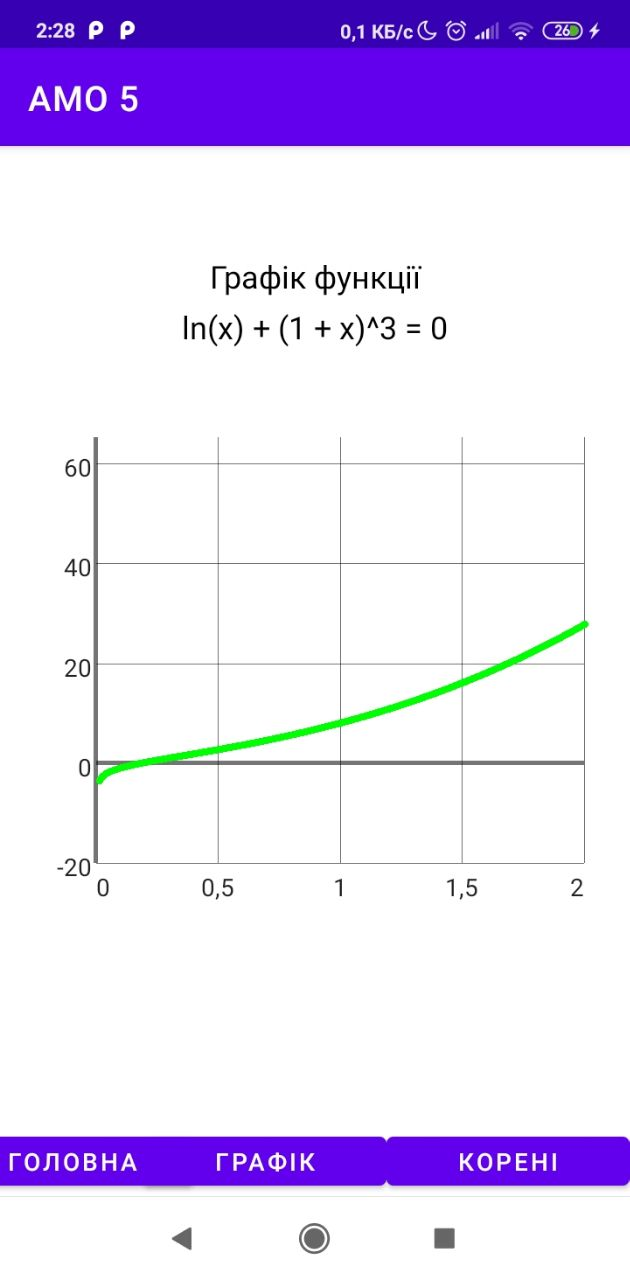 2:28 P P 0,1 КБ/с 26
АМО 5
Графік функції
ln(x) + (1 + x)^3 = 0
60
40
20
0
-20
0 0,5 1 1,5 2
ГОЛОВНА ГРАФІК КОРЕНІ